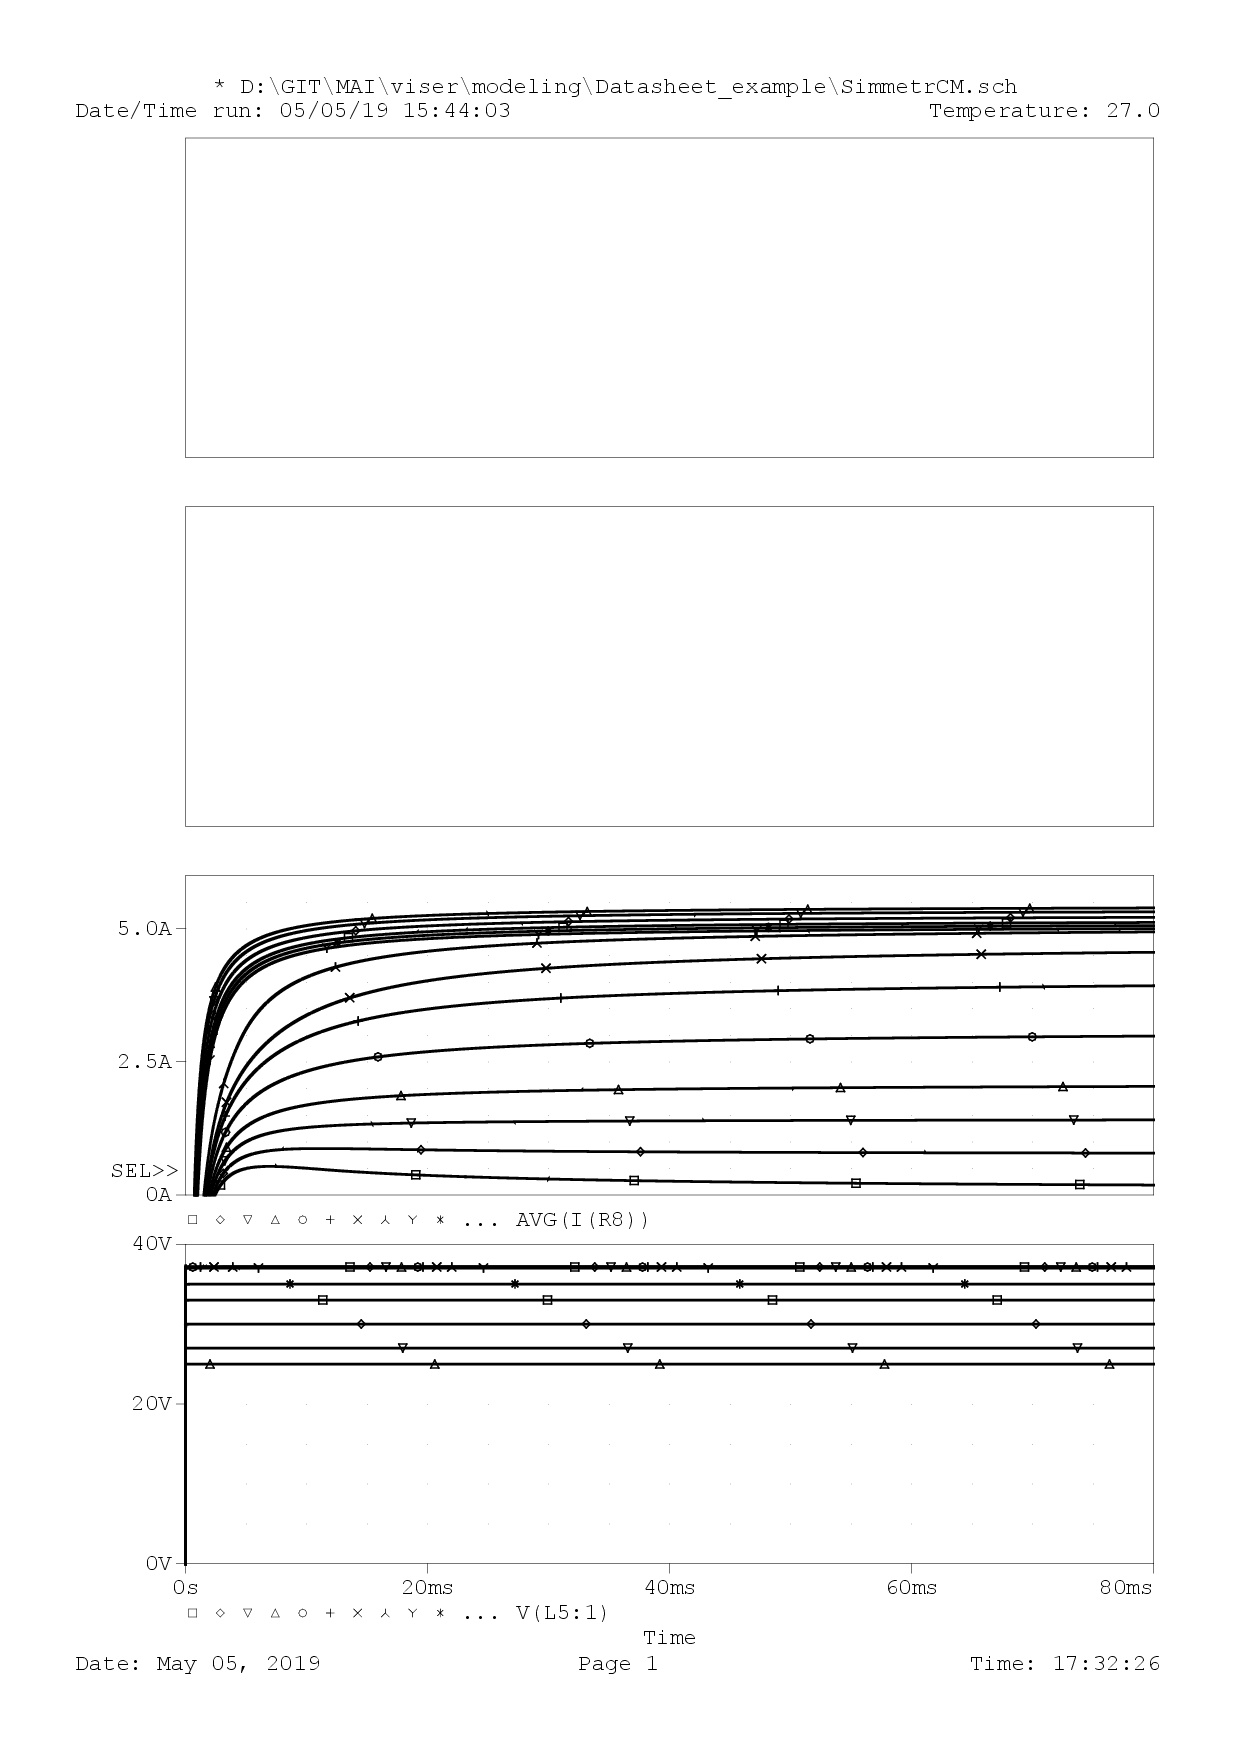 * D:\GIT\MAI\viser\modeling\Datasheet_example\SimmetrCM.sch
Date/Time run: 05/05/19 15:44:03 Temperature: 27.0
5.0A
2.5A
SEL>>
0A
... AVG(I(R8))
40V
20V
0V
0s 20ms 40ms 60ms 80ms
... V(L5:1)
Time
Date: May 05, 2019 Page 1 Time: 17:32:26